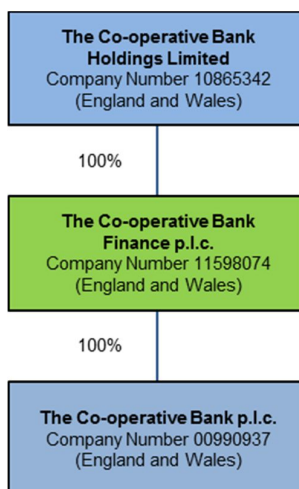 The Co-operative Bank
Holdings Limited
Company Number 10865342
(England and Wales)
100%
The Co-operative Bank
Finance p.l.c.
Company Number 11598074
(England and Wales)
100%
The Co-operative Bank p.l.c.
Company Number 00990937
(England and Wales)